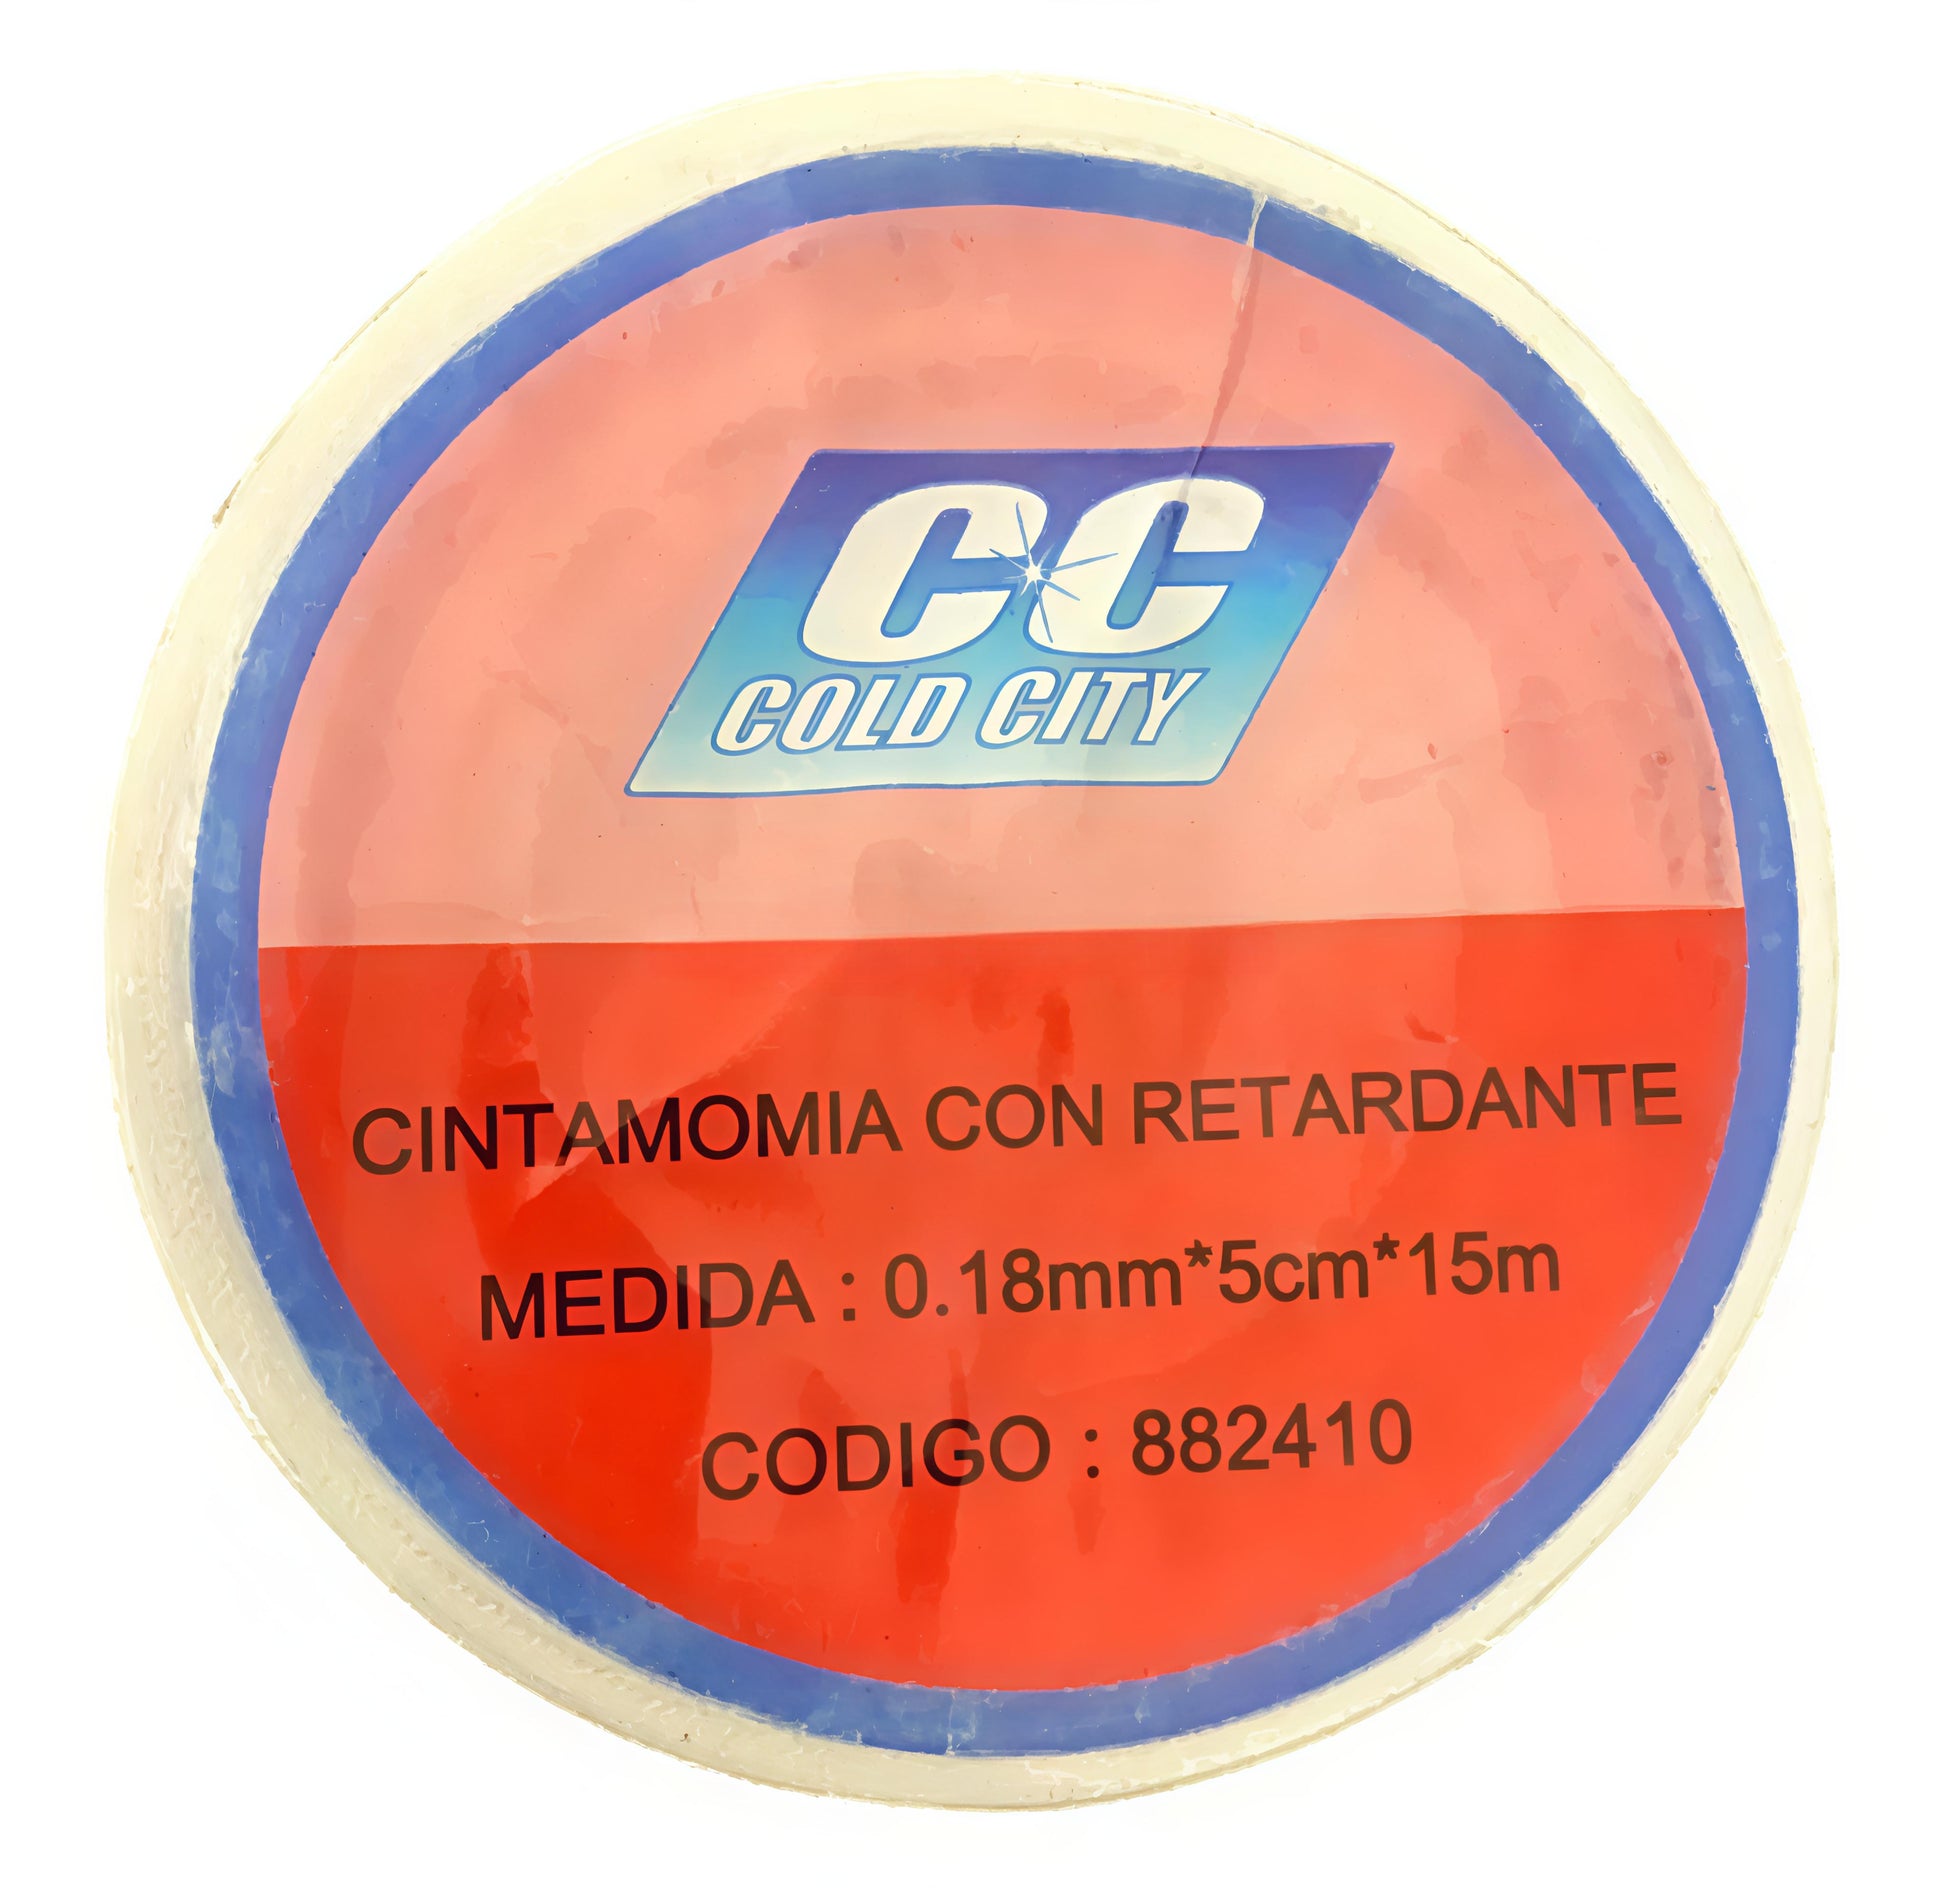 CC
COLD CITY
CINTAMOMIA CON RETARDANTE
MEDIDA : 0.18mm*5cm*15m
CODIGO : 882410